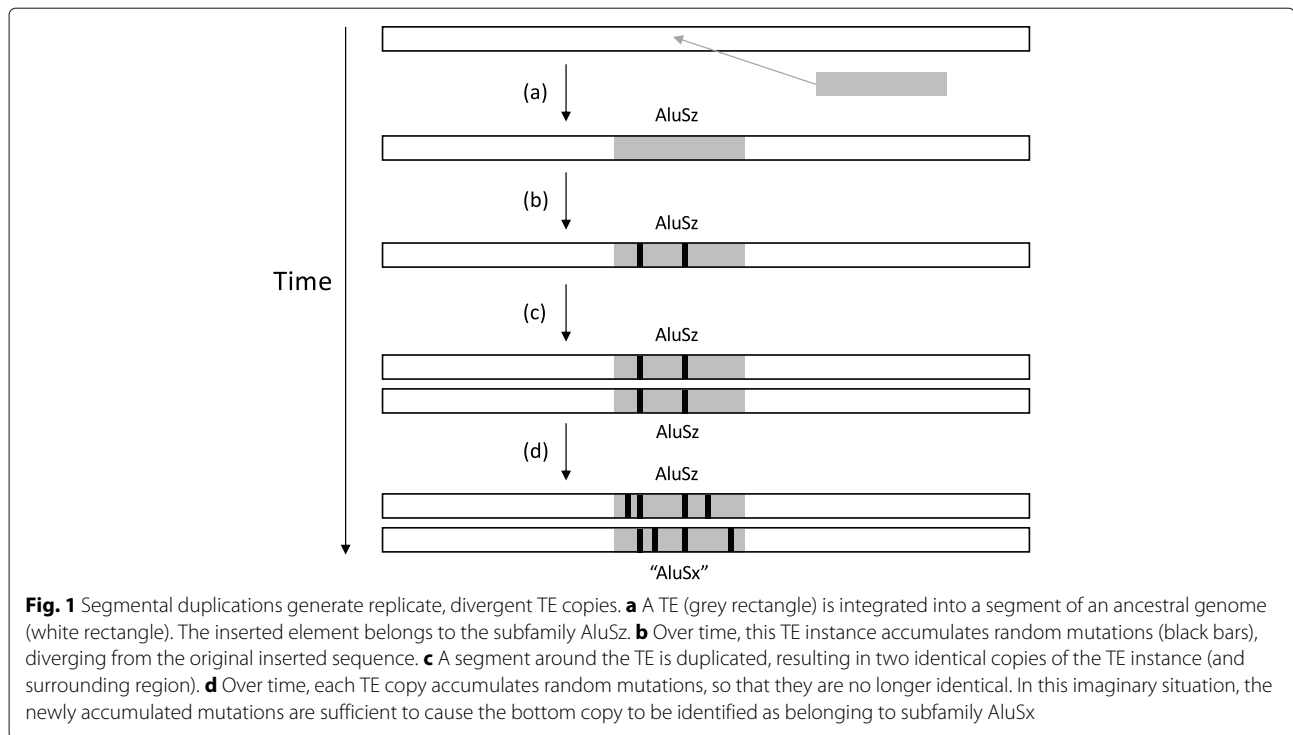 (a)
AluSz
(b)
AluSz
Time
(c)
AluSz
AluSz
(d)
AluSz
“AluSx”
Fig. 1 Segmental duplications generate replicate, divergent TE copies. a A TE (grey rectangle) is integrated into a segment of an ancestral genome
(white rectangle). The inserted element belongs to the subfamily AluSz. b Over time, this TE instance accumulates random mutations (black bars),
diverging from the original inserted sequence. c A segment around the TE is duplicated, resulting in two identical copies of the TE instance (and
surrounding region). d Over time, each TE copy accumulates random mutations, so that they are no longer identical. In this imaginary situation, the
newly accumulated mutations are sufficient to cause the bottom copy to be identified as belonging to subfamily AluSx